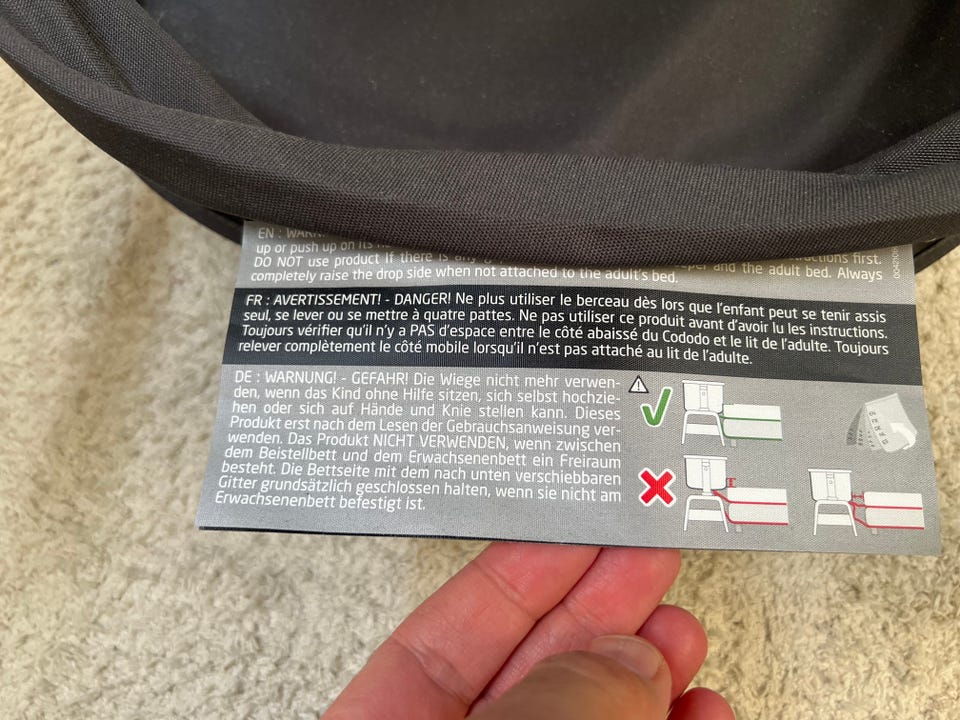 EN : WARN
up or push up on its ructions first.
DO NOT use product If there is any eper and the adult bed. Always
completely raise the drop side when not attached to the adult's bed.
FR : AVERTISSEMENT! - DANGER! Ne plus utiliser le berceau dès lors que l'enfant peut se tenir assis
seul, se lever ou se mettre à quatre pattes. Ne pas utiliser ce produit avant d'avoir lu les instructions.
Toujours vérifier qu'il n'y a PAS d'espace entre le côté abaissé du Cododo et le lit de l'adulte. Toujours
relever complètement le côté mobile lorsqu'il n'est pas attaché au lit de l'adulte.
DE : WARNUNG! - GEFAHR! Die Wiege nicht mehr verwen-
den, wenn das Kind ohne Hilfe sitzen, sich selbst hochzie-
hen oder sich auf Hände und Knie stellen kann. Dieses
Produkt erst nach dem Lesen der Gebrauchsanweisung ver-
wenden. Das Produkt NICHT VERWENDEN, wenn zwischen
dem Beistellbett und dem Erwachsenenbett ein Freiraum
besteht. Die Bettseite mit dem nach unten verschiebbaren
Gitter grundsätzlich geschlossen halten, wenn sie nicht am
Erwachsenenbett befestigt ist.